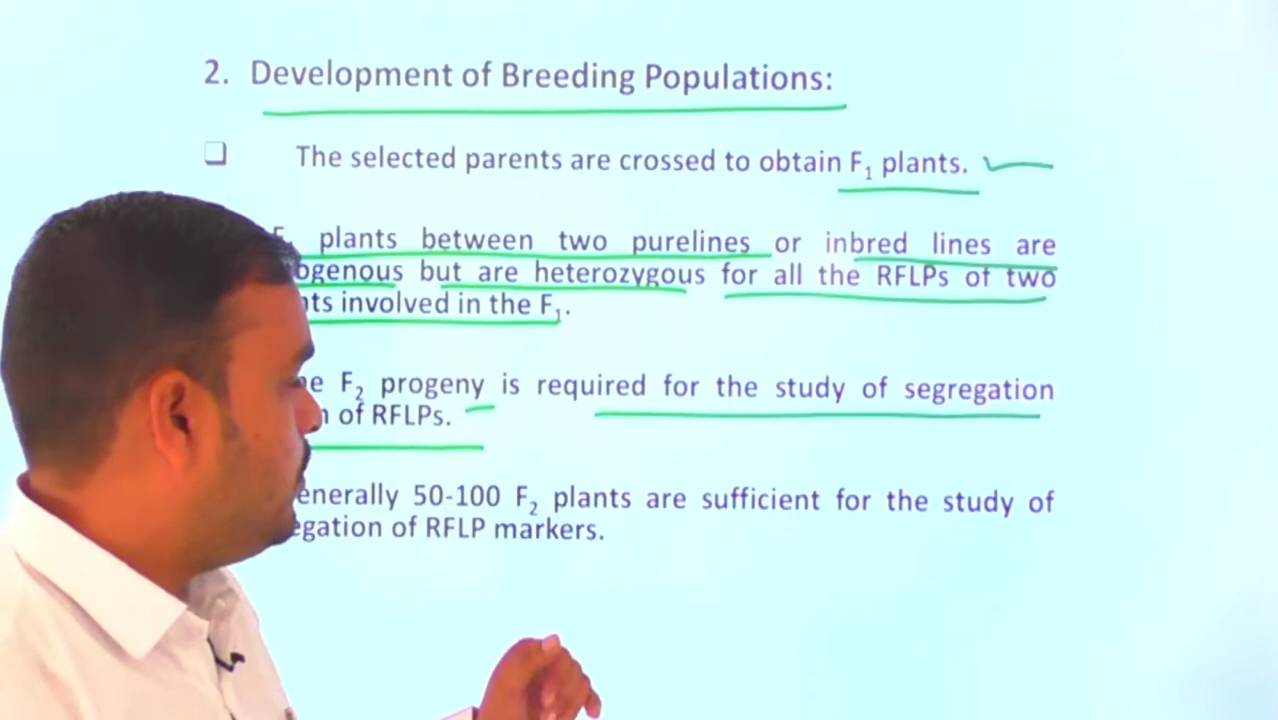 2. Development of Breeding Populations:
❑ The selected parents are crossed to obtain F₁ plants.
plants between two purelines or inbred lines are
but are heterozygous for all the RFLPs of two
involved in the F₁.
F₂ progeny is required for the study of segregation
of RFLPs.
50-100 F₂ plants are sufficient for the study of
of RFLP markers.